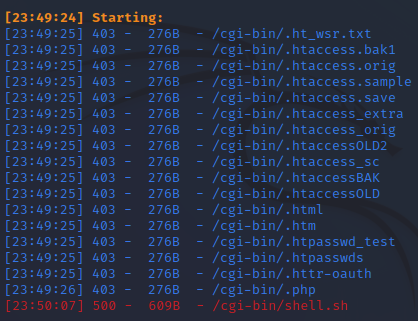 [23:49:24] Starting:
[23:49:25] 403 -  276B  - /cgi-bin/.ht_wsr.txt
[23:49:25] 403 -  276B  - /cgi-bin/.htaccess.bak1
[23:49:25] 403 -  276B  - /cgi-bin/.htaccess.orig
[23:49:25] 403 -  276B  - /cgi-bin/.htaccess.sample
[23:49:25] 403 -  276B  - /cgi-bin/.htaccess.save
[23:49:25] 403 -  276B  - /cgi-bin/.htaccess_extra
[23:49:25] 403 -  276B  - /cgi-bin/.htaccess_orig
[23:49:25] 403 -  276B  - /cgi-bin/.htaccessOLD2
[23:49:25] 403 -  276B  - /cgi-bin/.htaccess_sc
[23:49:25] 403 -  276B  - /cgi-bin/.htaccessBAK
[23:49:25] 403 -  276B  - /cgi-bin/.htaccessOLD
[23:49:25] 403 -  276B  - /cgi-bin/.html
[23:49:25] 403 -  276B  - /cgi-bin/.htm
[23:49:25] 403 -  276B  - /cgi-bin/.htpasswd_test
[23:49:25] 403 -  276B  - /cgi-bin/.htpasswds
[23:49:25] 403 -  276B  - /cgi-bin/.httr-oauth
[23:49:26] 403 -  276B  - /cgi-bin/.php
[23:50:07] 500 -  609B  - /cgi-bin/shell.sh